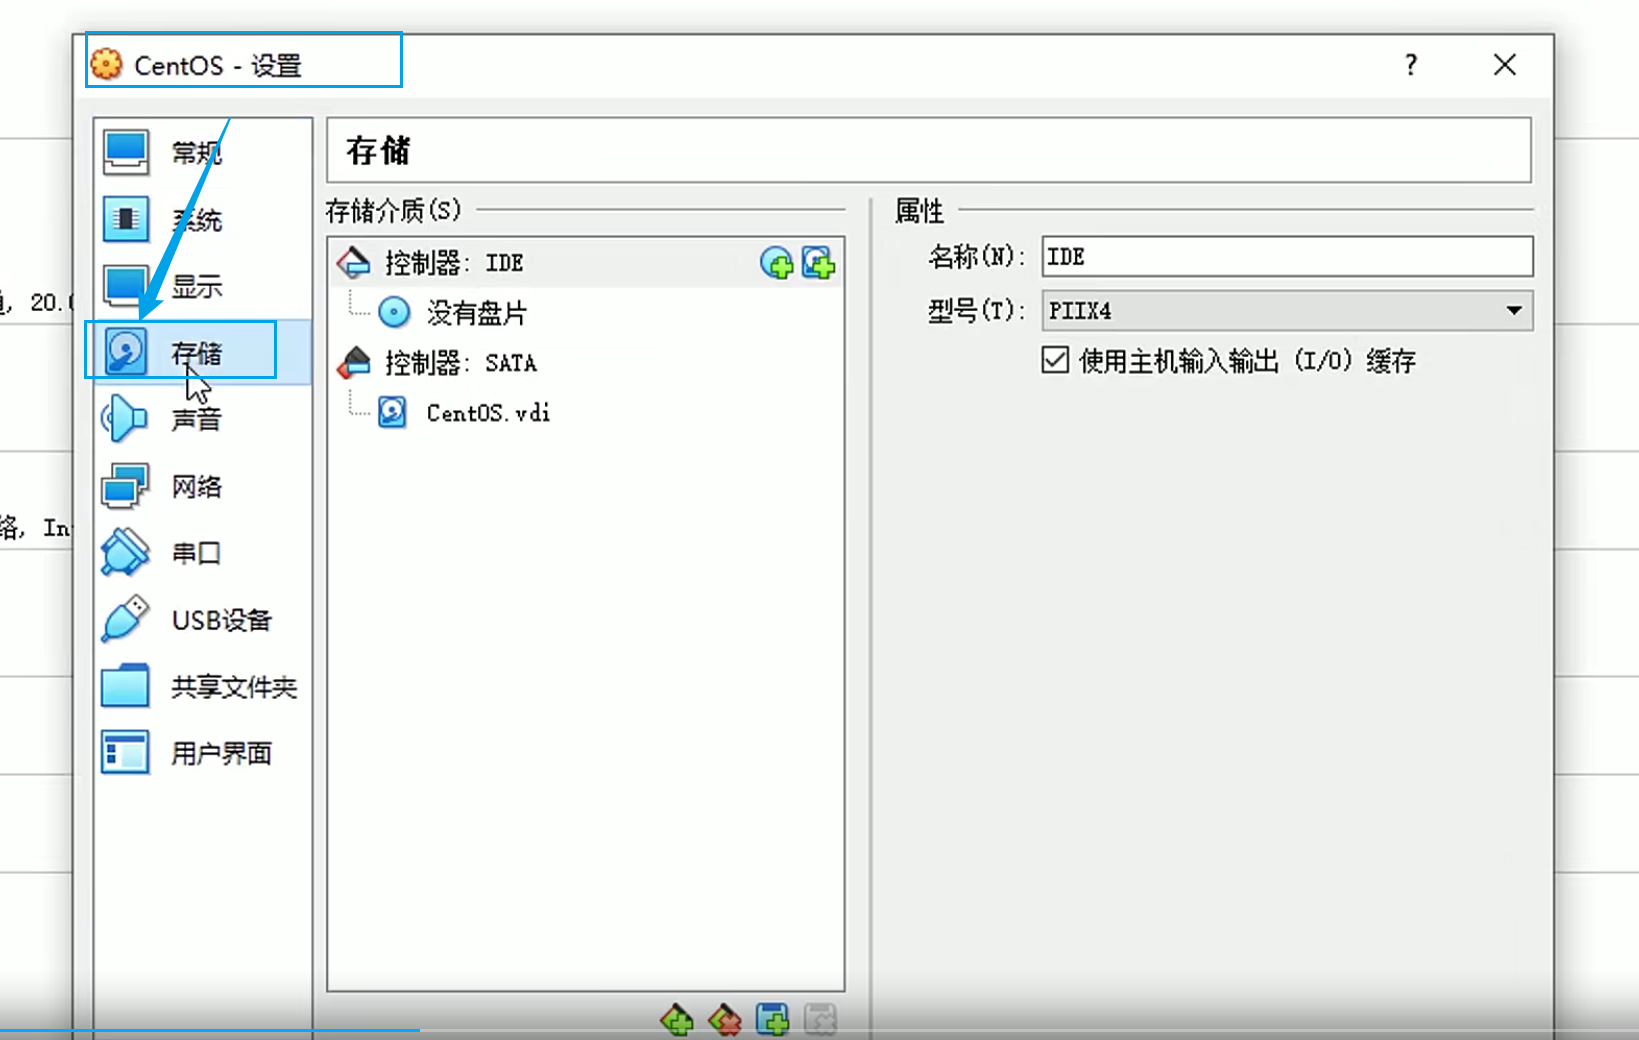 CentOS - 设置
?
常规
系统
显示
存储
声音
网络
串口
USB设备
共享文件夹
用户界面
存储
存储介质(S)
控制器: IDE
没有盘片
控制器: SATA
CentOS.vdi
属性
名称(N): IDE
型号(T): PIIX4
使用主机输入输出 (I/O) 缓存
, 20.
络, In